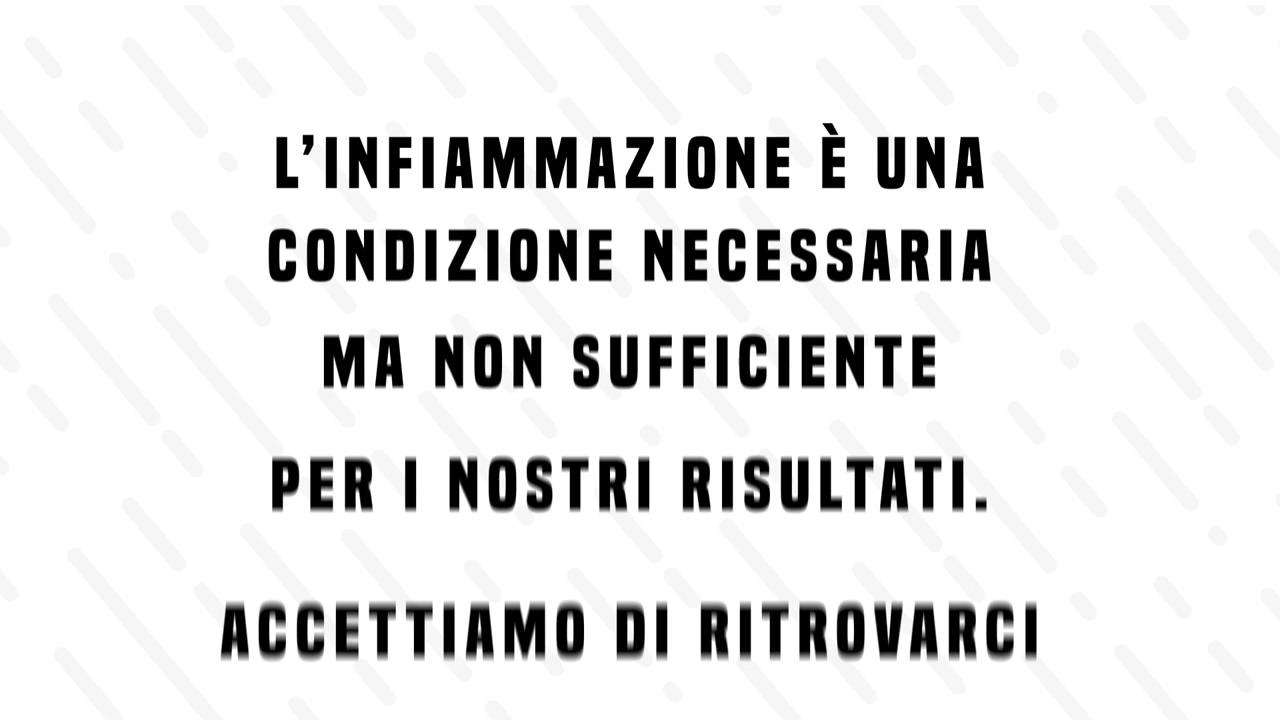 L’INFIAMMAZIONE È UNA
CONDIZIONE NECESSARIA
MA NON SUFFICIENTE
PER I NOSTRI RISULTATI.
ACCETTIAMO DI RITROVARCI